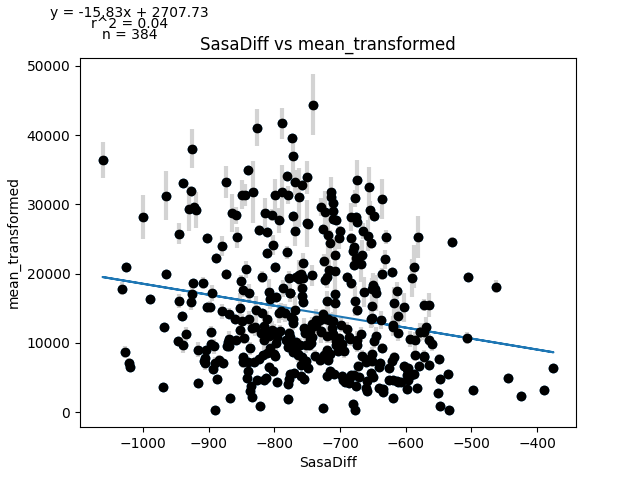 y = -15.83x + 2707.73
r^2 = 0.04
n = 384
SasaDiff vs mean_transformed
50000
40000
30000
20000
10000
0
mean_transformed
−1000
−900
−800
−700
−600
−500
−400
SasaDiff